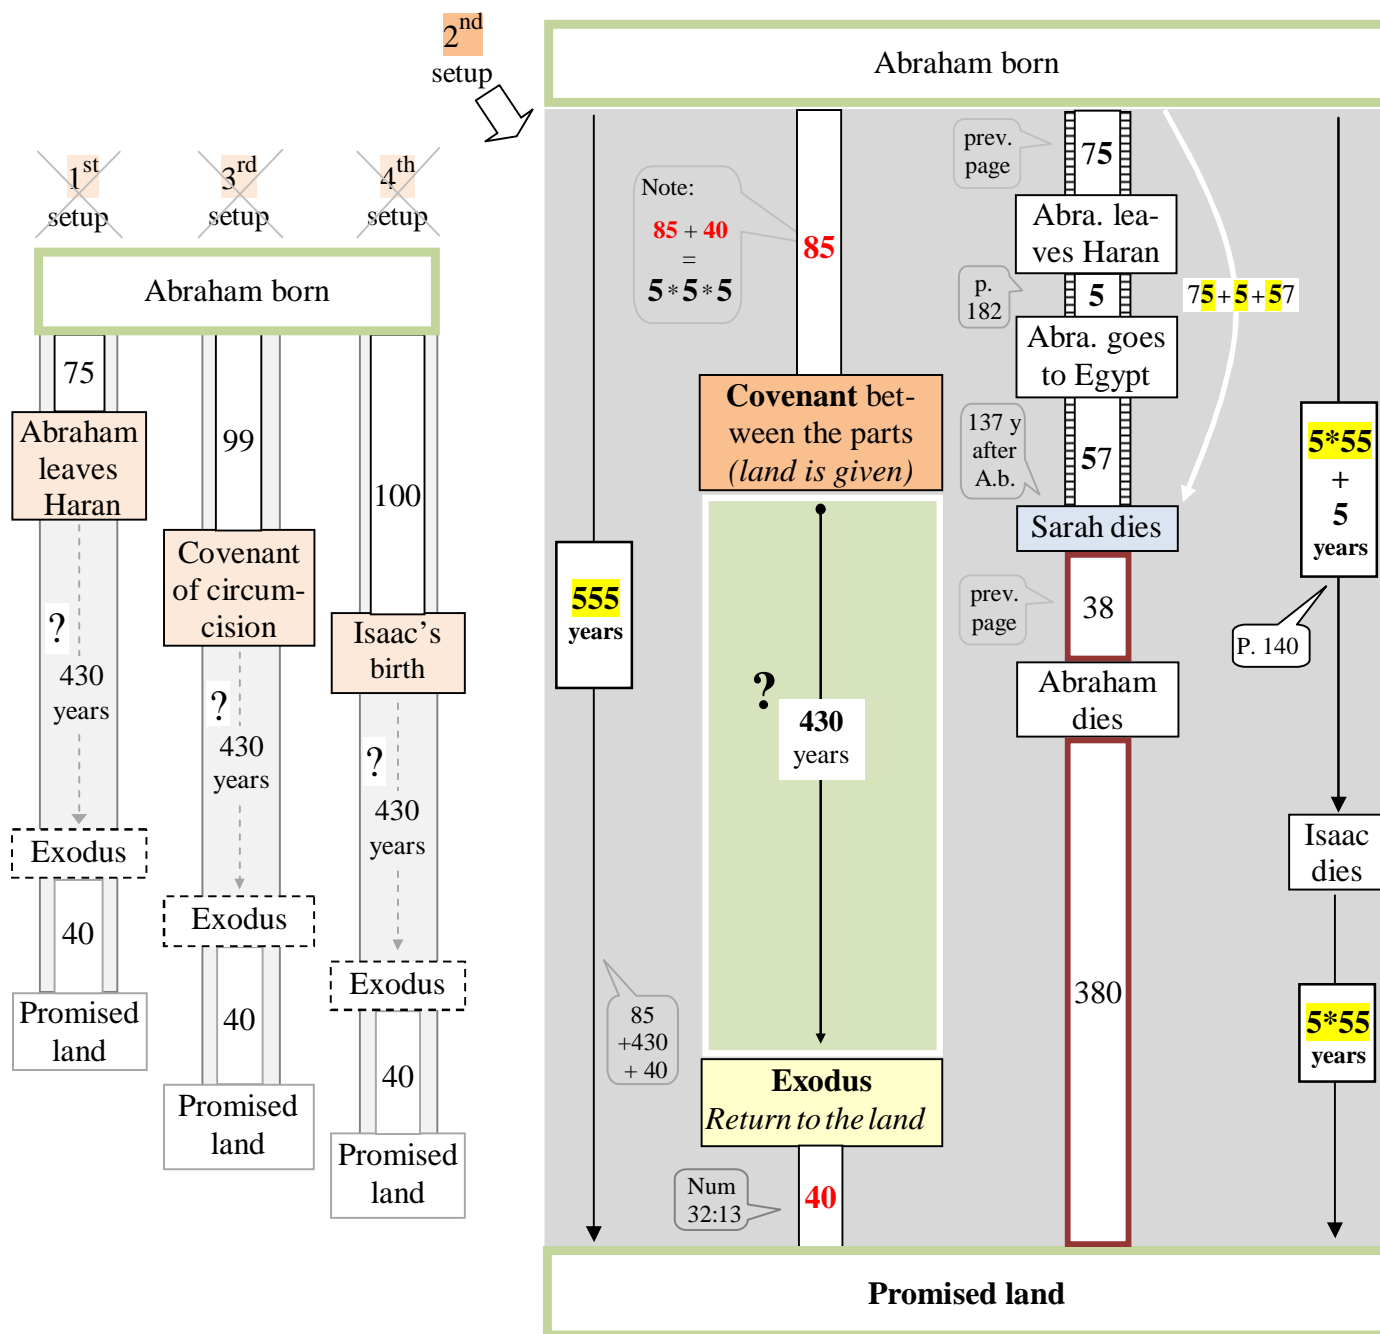 2nd
setup
Abraham born
1st
setup
3rd
setup
4th
setup
Abraham born
75
Abraham
leaves
Haran
?
430
years
Exodus
40
Promised
land
99
Covenant
of circum-
cision
?
430
years
Exodus
40
Promised
land
100
Isaac’s
birth
?
430
years
Exodus
40
Promised
land
555
years
85
+430
+ 40
Note:
85 + 40
=
5 * 5 * 5
85
Covenant bet-
ween the parts
(land is given)
?
430
years
Exodus
Return to the land
Num
32:13
40
prev.
page
75
Abra. lea-
ves Haran
p.
182
5
Abra. goes
to Egypt
137 y
after
A.b.
57
Sarah dies
prev.
page
38
Abraham
dies
380
75+5+57
5*55
+
5
years
P. 140
Isaac
dies
5*55
years
Promised land